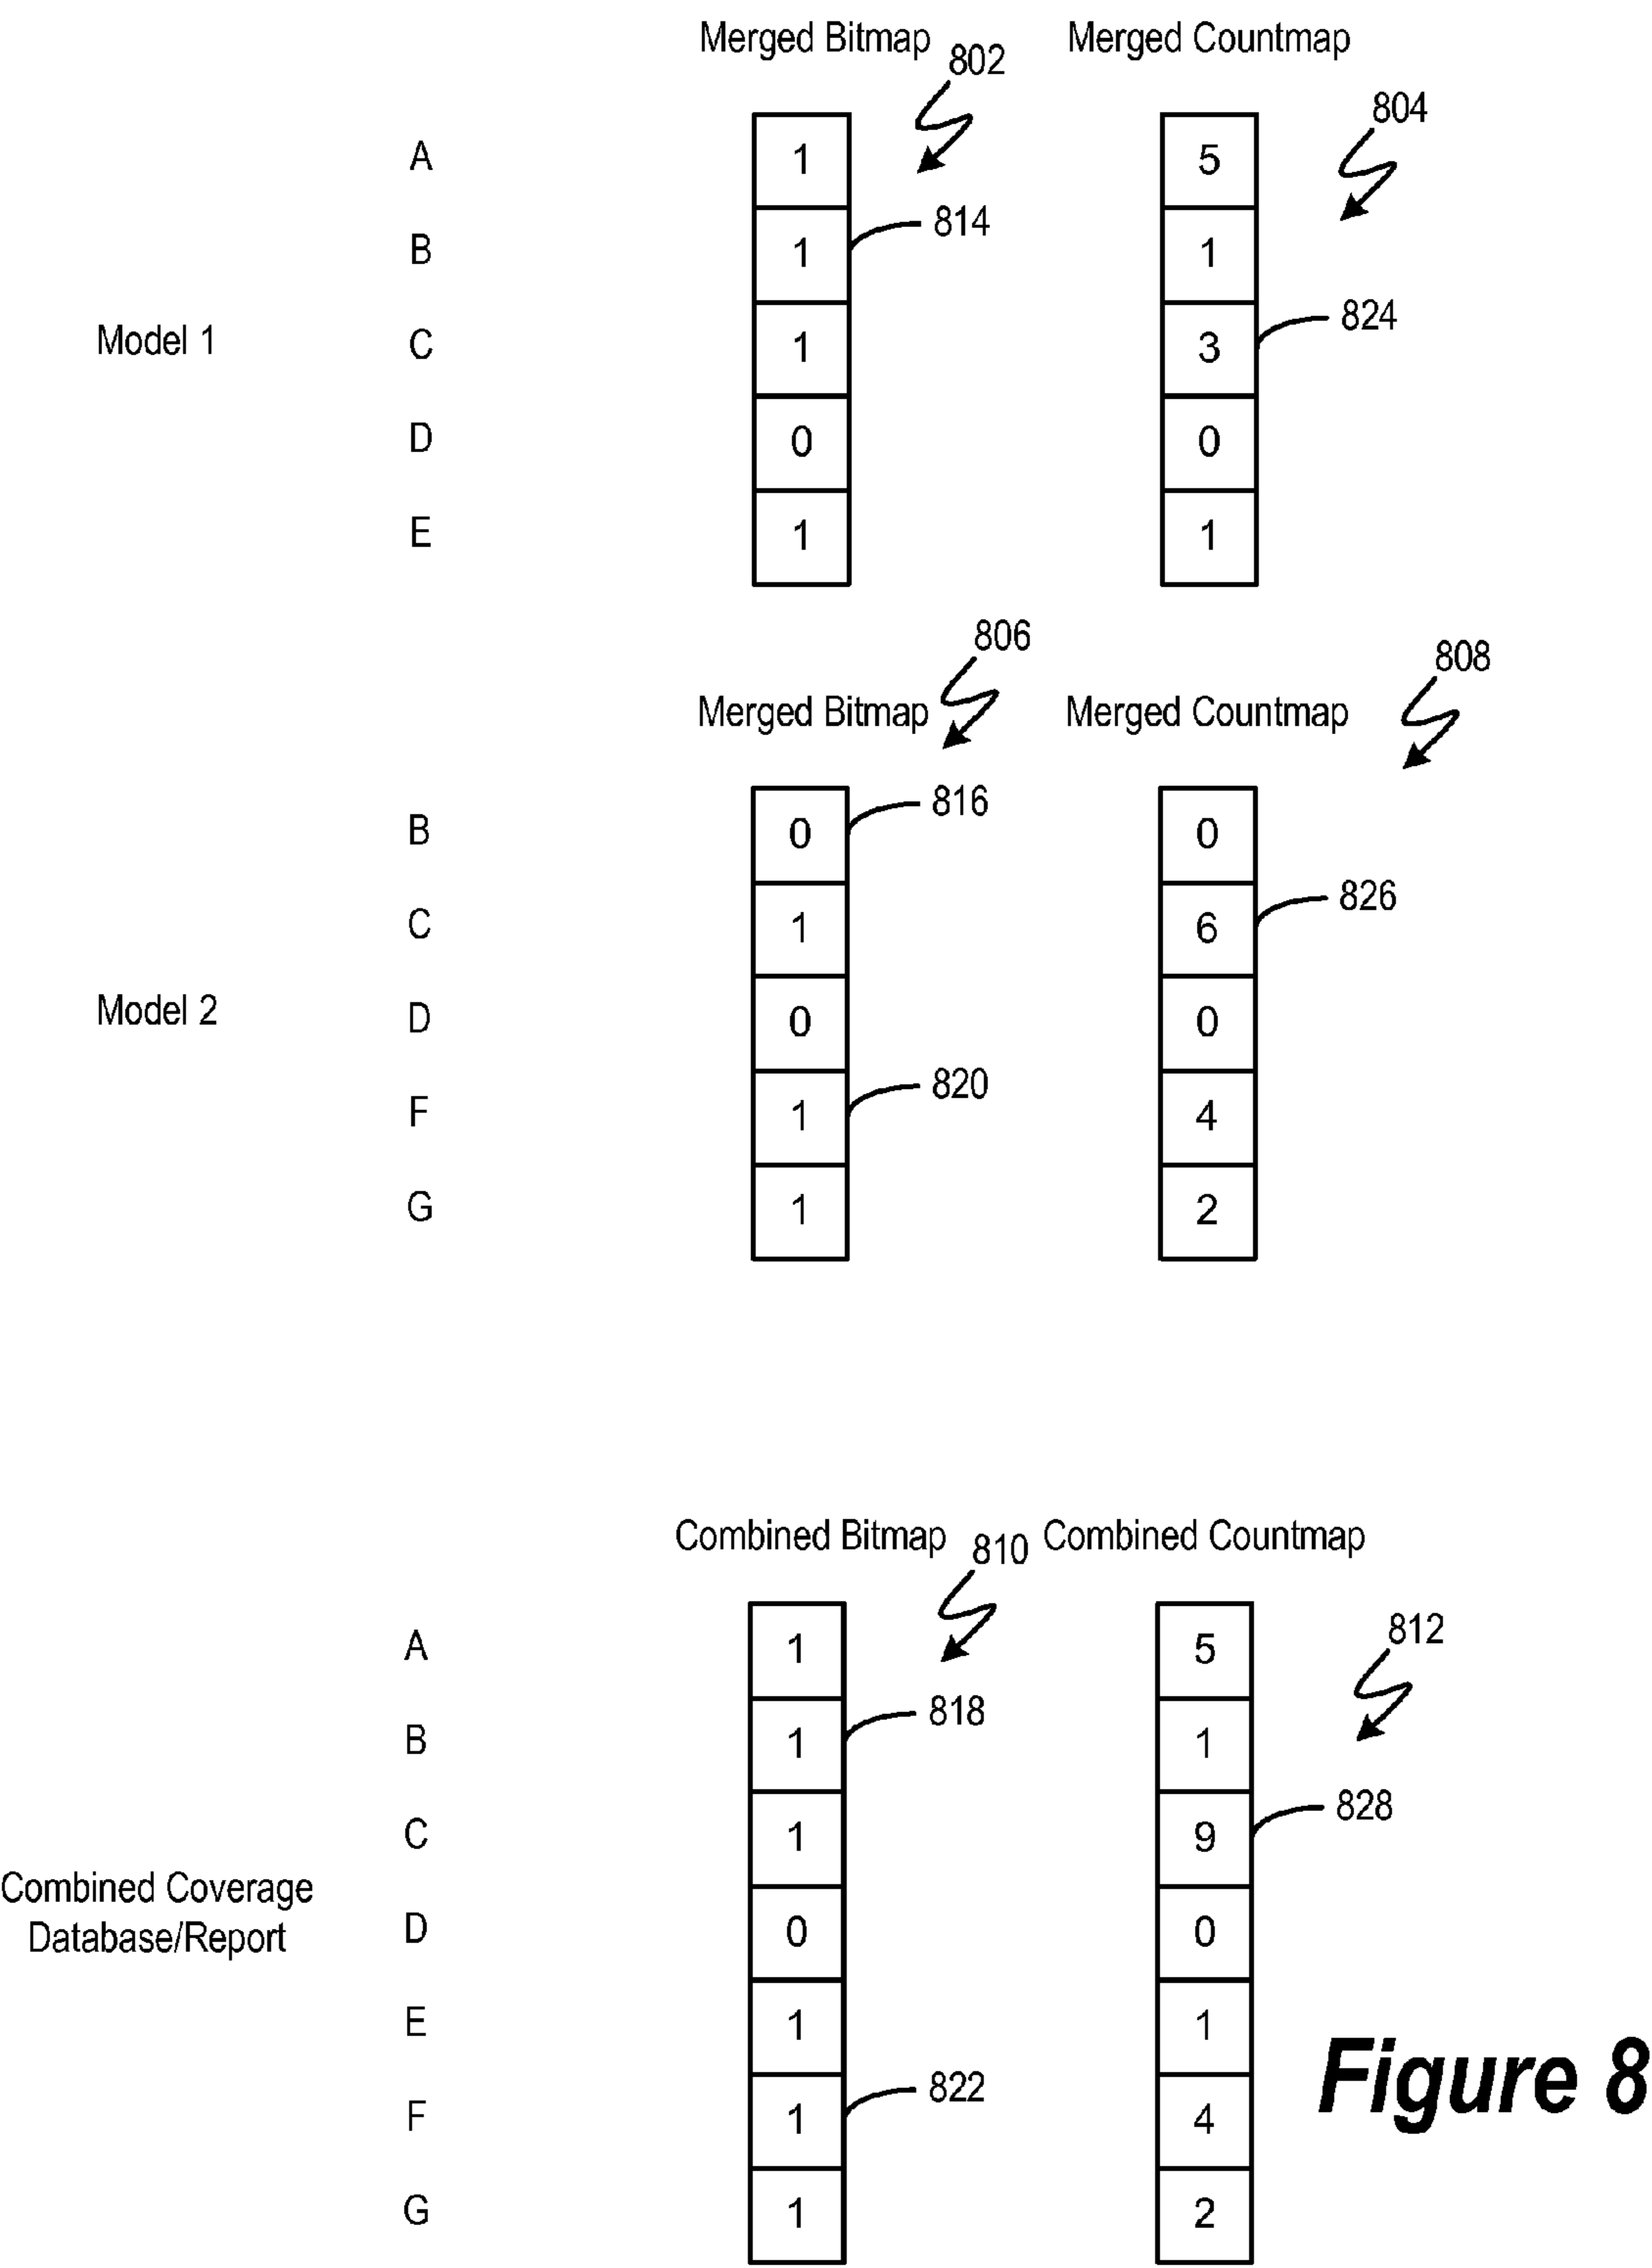 Merged Bitmap 802 Merged Countmap
804
A 1 5
B 1 814 1
Model 1 C 1 3 824
D 0 0
E 1 1
806 808
Merged Bitmap Merged Countmap
B 0 816 0
C 1 6 826
Model 2 D 0 0
F 1 820 4
G 1 2
Combined Bitmap 810 Combined Countmap
A 1 5 812
B 1 818 1
C 1 9 828
Combined Coverage
Database/Report D 0 0
E 1 1
F 1 822 4
Figure 8
G 1 2